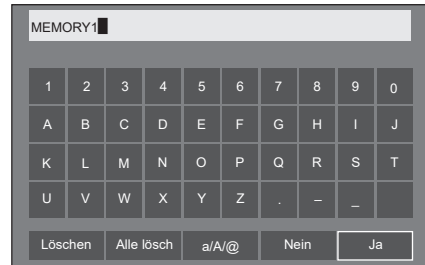 MEMORY1
1 2 3 4 5 6 7 8 9 0
A B C D E F G H I J
K L M N O P Q R S T
U V W X Y Z . – _
Löschen Alle lösch a/A/@ Nein Ja